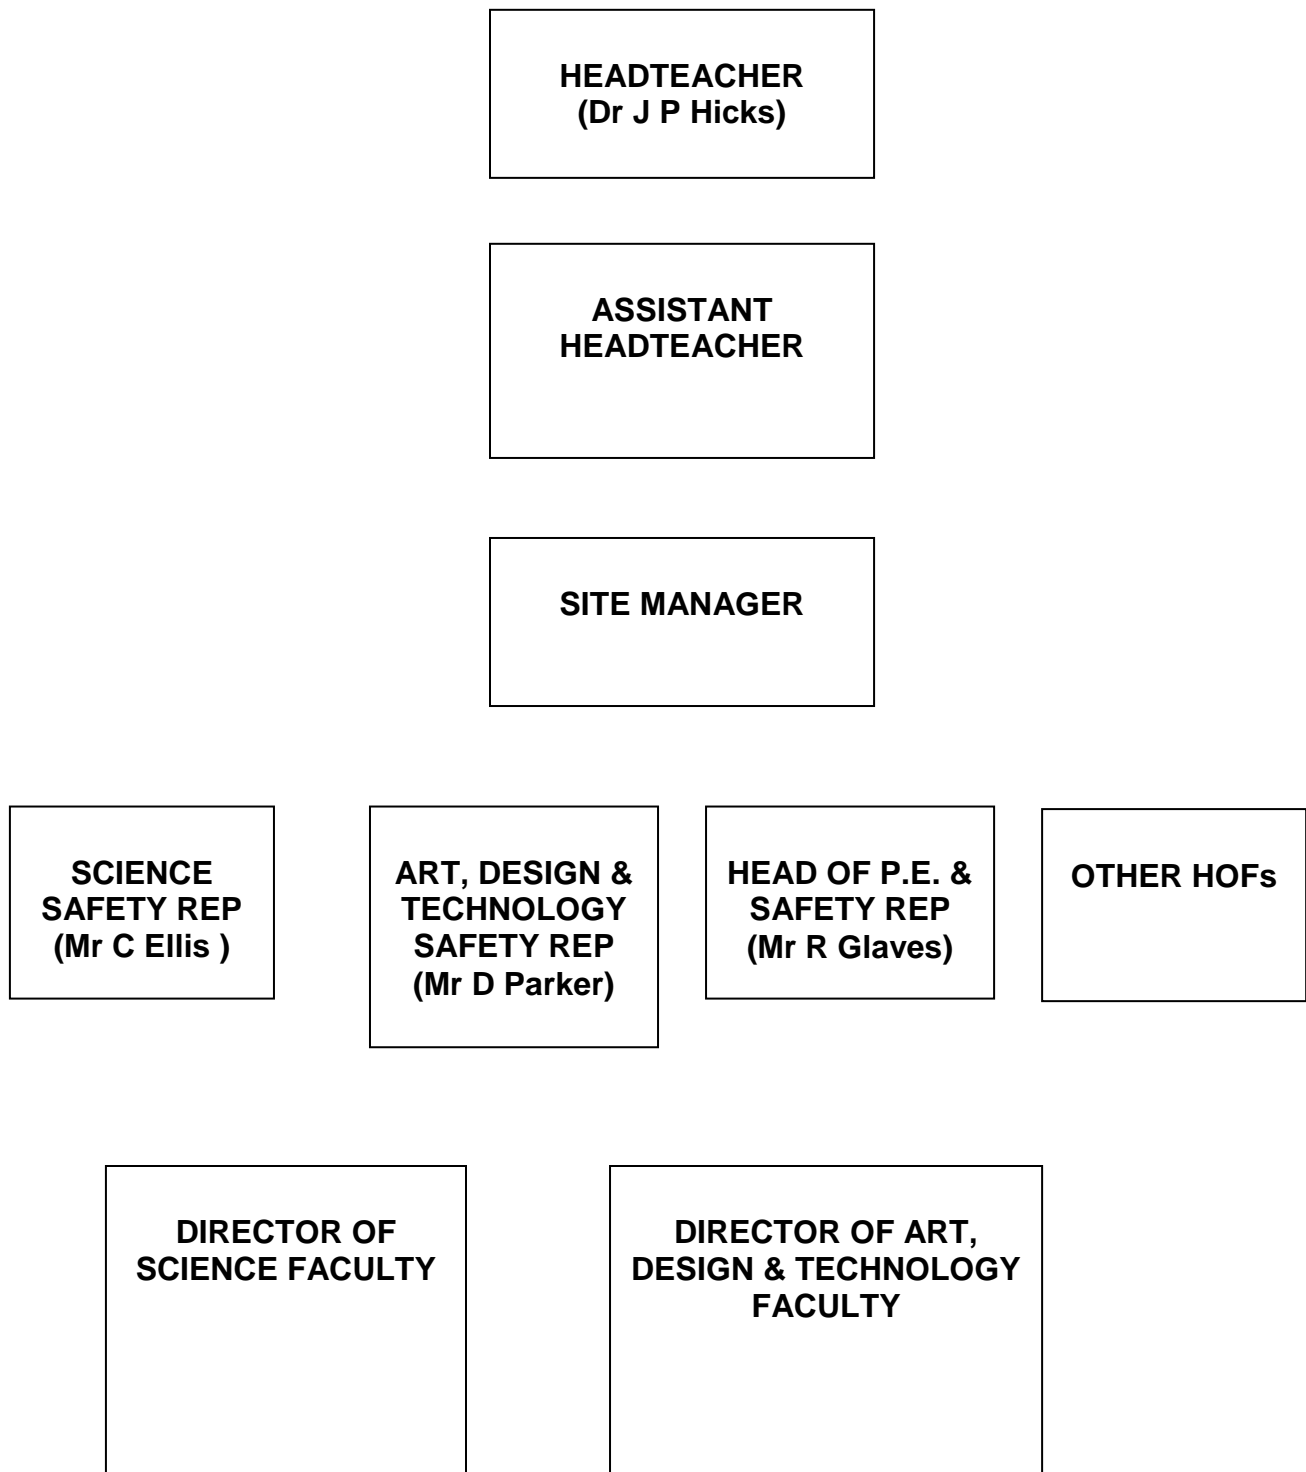 HEADTEACHER
(Dr J P Hicks)
ASSISTANT
HEADTEACHER
SITE MANAGER
SCIENCE
SAFETY REP
(Mr C Ellis )
ART, DESIGN &
TECHNOLOGY
SAFETY REP
(Mr D Parker)
HEAD OF P.E. &
SAFETY REP
(Mr R Glaves)
OTHER HOFs
DIRECTOR OF
SCIENCE FACULTY
DIRECTOR OF ART,
DESIGN & TECHNOLOGY
FACULTY